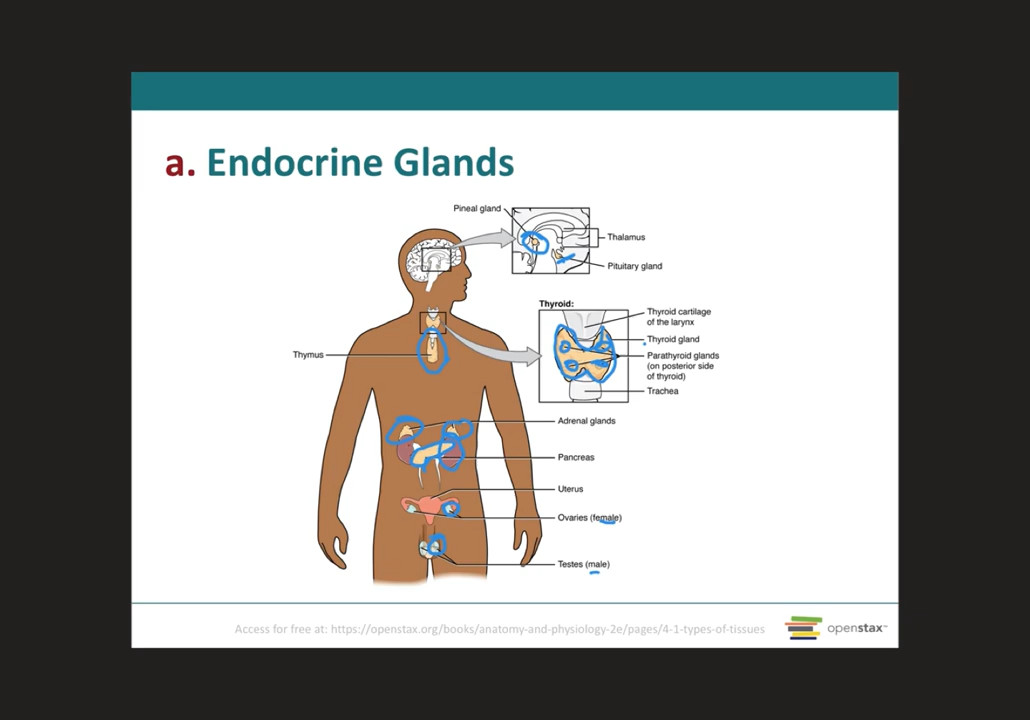 a. Endocrine Glands
Pineal gland
Thalamus
Pituitary gland
Thyroid:
Thyroid cartilage
of the larynx
Thyroid gland
Parathyroid glands
(on posterior side
of thyroid)
Trachea
Thymus
Adrenal glands
Pancreas
Uterus
Ovaries (female)
Testes (male)
Access for free at: https://openstax.org/books/anatomy-and-physiology-2e/pages/4-1-types-of-tissues
openstax™